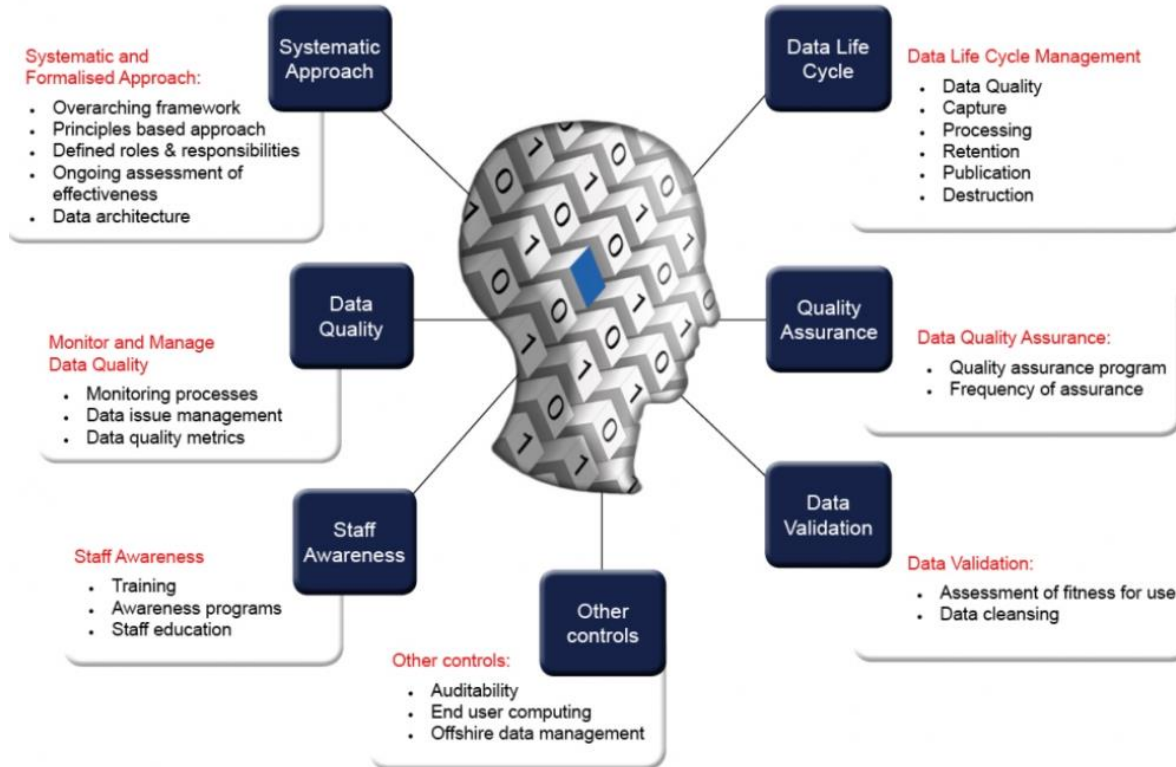 Systematic
Approach
Systematic and
Formalised Approach:
• Overarching framework
• Principles based approach
• Defined roles & responsibilities
• Ongoing assessment of
effectiveness
• Data architecture
Data Life
Cycle
Data Life Cycle Management
• Data Quality
• Capture
• Processing
• Retention
• Publication
• Destruction
Data
Quality
Monitor and Manage
Data Quality
• Monitoring processes
• Data issue management
• Data quality metrics
Quality
Assurance
Data Quality Assurance:
• Quality assurance program
• Frequency of assurance
Staff
Awareness
Staff Awareness
• Training
• Awareness programs
• Staff education
Data
Validation
Data Validation:
• Assessment of fitness for use
• Data cleansing
Other
controls
Other controls:
• Auditability
• End user computing
• Offshire data management